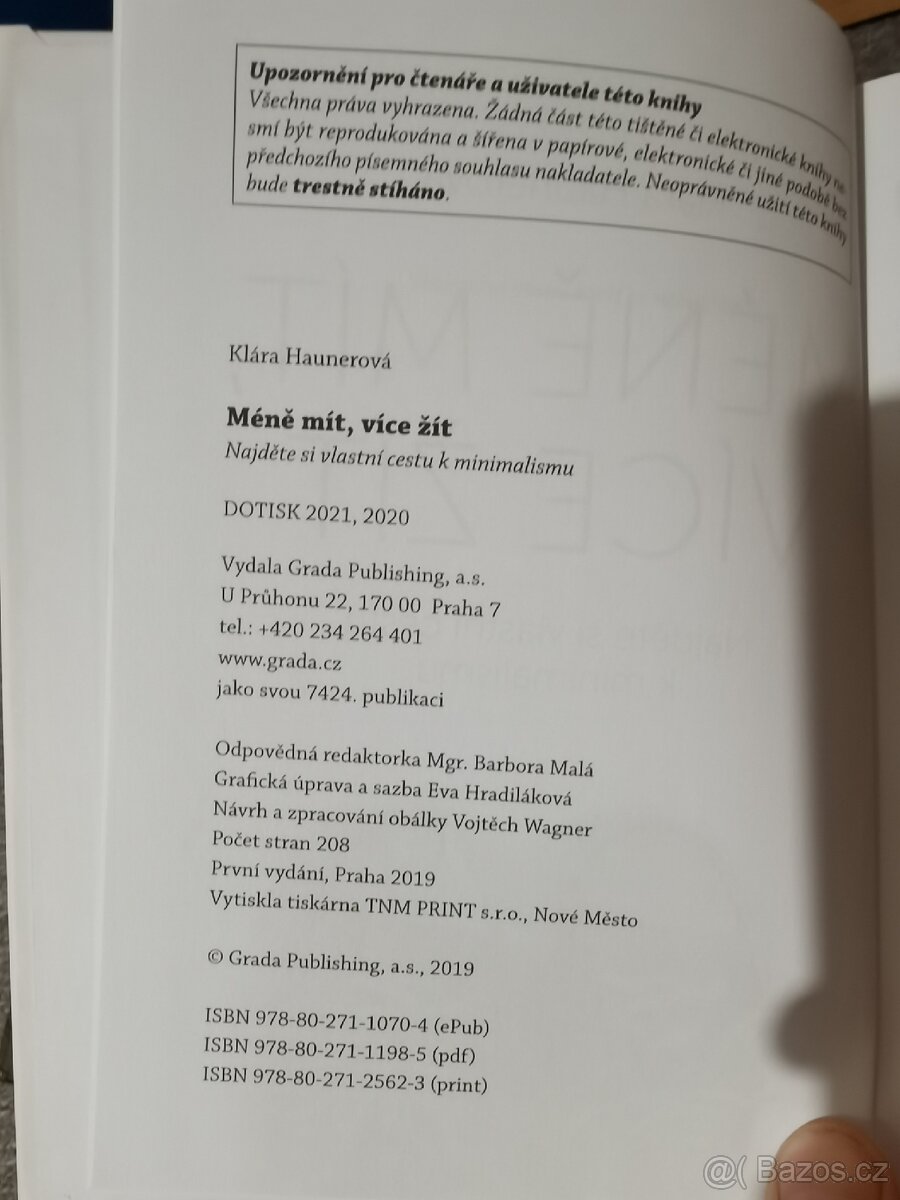 Upozornění pro čtenáře a uživatele této knihy
Všechna práva vyhrazena. Žádná část této tištěné či elektronické knihy ne-
smí být reprodukována a šířena v papírové, elektronické či jiné podobě bez
předchozího písemného souhlasu nakladatele. Neoprávněné užití této knihy
bude trestně stíháno.
Klára Haunerová
Méně mít, více žít
Najděte si vlastní cestu k minimalismu
DOTISK 2021, 2020
Vydala Grada Publishing, a.s.
U Průhonu 22, 170 00 Praha 7
tel.: +420 234 264 401
www.grada.cz
jako svou 7424. publikaci
Odpovědná redaktorka Mgr. Barbora Malá
Grafická úprava a sazba Eva Hradiláková
Návrh a zpracování obálky Vojtěch Wagner
Počet stran 208
První vydání, Praha 2019
Vytiskla tiskárna TNM PRINT s.r.o., Nové Město
© Grada Publishing, a.s., 2019
ISBN 978-80-271-1070-4 (ePub)
ISBN 978-80-271-1198-5 (pdf)
ISBN 978-80-271-2562-3 (print)
@( Bazos.cz